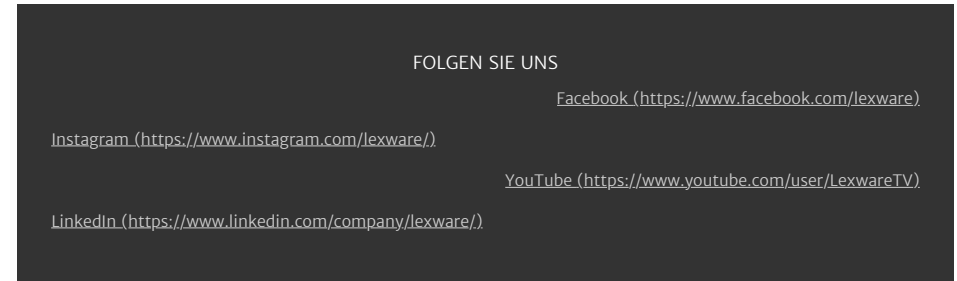 FOLGEN SIE UNS
Facebook (https://www.facebook.com/lexware)
Instagram (https://www.instagram.com/lexware/)
YouTube (https://www.youtube.com/user/LexwareTV)
LinkedIn (https://www.linkedin.com/company/lexware/)